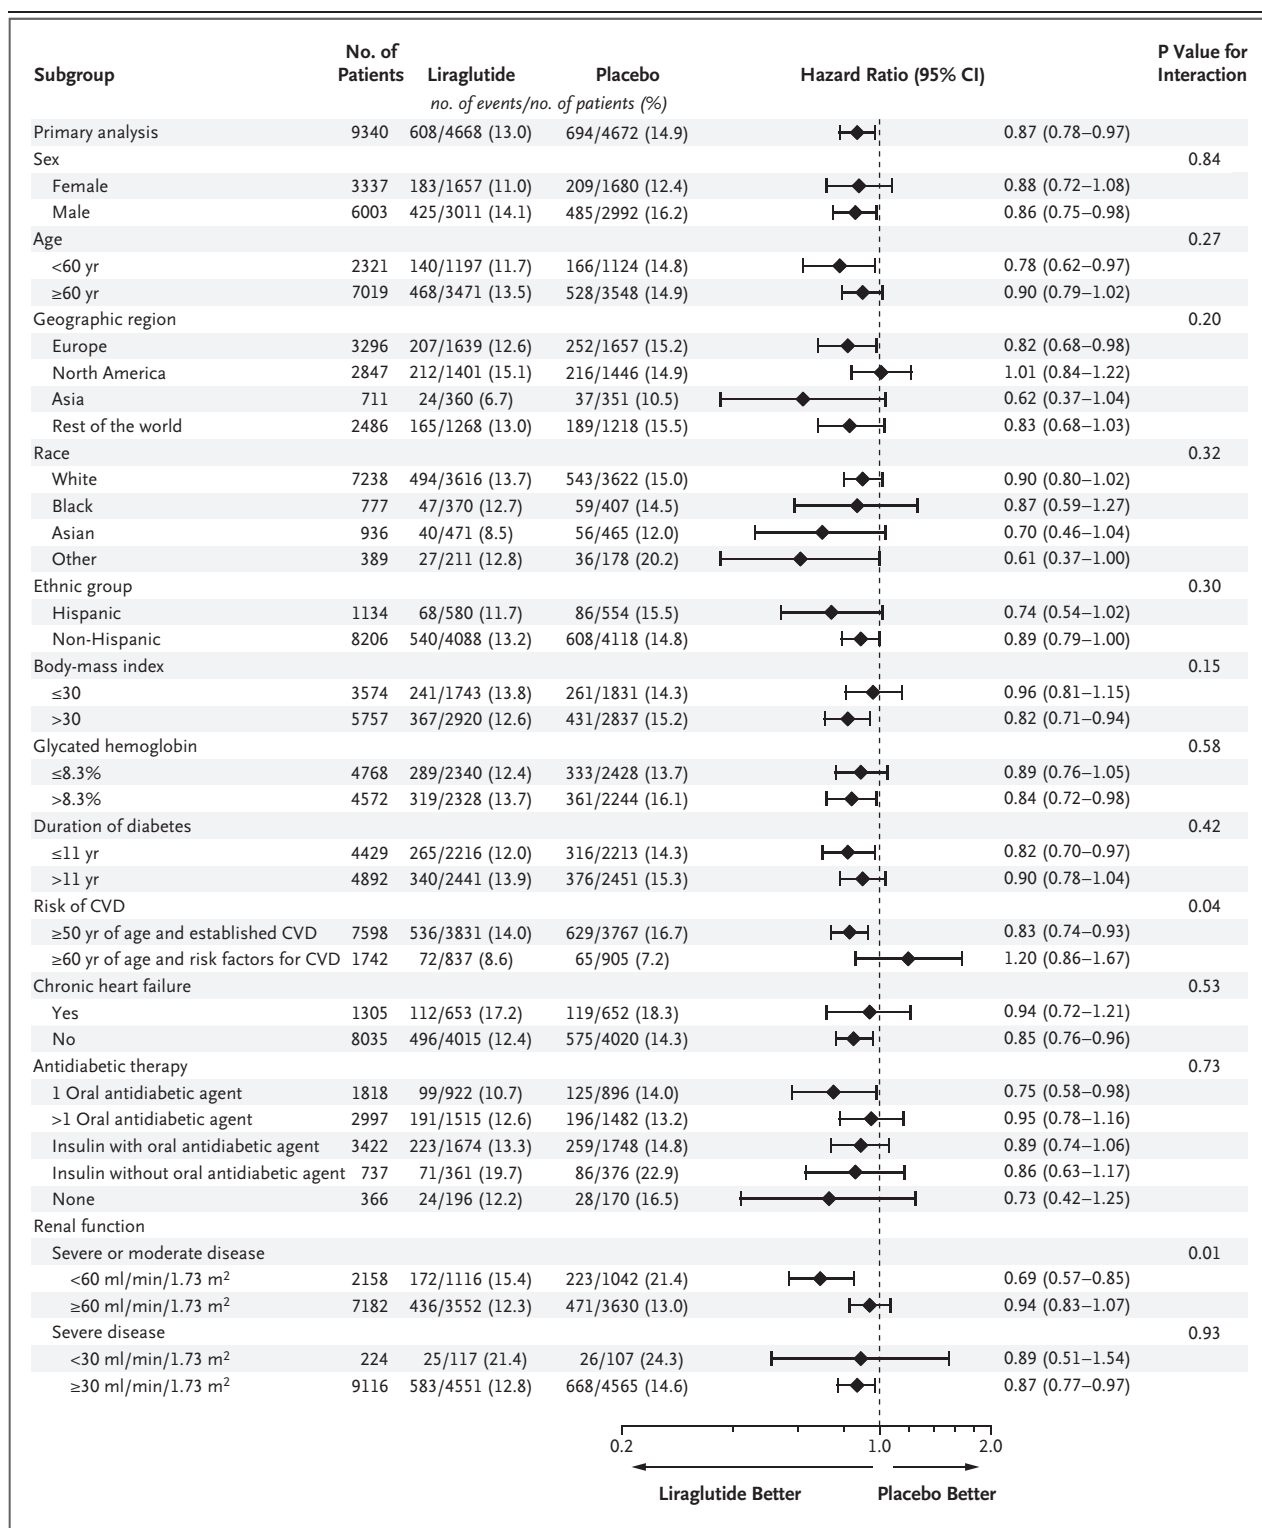 Subgroup No. of Patients Liraglutide Placebo Hazard Ratio (95% CI) P Value for Interaction
no. of events/no. of patients (%)
Primary analysis 9340 608/4668 (13.0) 694/4672 (14.9) 0.87 (0.78–0.97)
Sex 0.84
Female 3337 183/1657 (11.0) 209/1680 (12.4) 0.88 (0.72–1.08)
Male 6003 425/3011 (14.1) 485/2992 (16.2) 0.86 (0.75–0.98)
Age 0.27
<60 yr 2321 140/1197 (11.7) 166/1124 (14.8) 0.78 (0.62–0.97)
≥60 yr 7019 468/3471 (13.5) 528/3548 (14.9) 0.90 (0.79–1.02)
Geographic region 0.20
Europe 3296 207/1639 (12.6) 252/1657 (15.2) 0.82 (0.68–0.98)
North America 2847 212/1401 (15.1) 216/1446 (14.9) 1.01 (0.84–1.22)
Asia 711 24/360 (6.7) 37/351 (10.5) 0.62 (0.37–1.04)
Rest of the world 2486 165/1268 (13.0) 189/1218 (15.5) 0.83 (0.68–1.03)
Race 0.32
White 7238 494/3616 (13.7) 543/3622 (15.0) 0.90 (0.80–1.02)
Black 777 47/370 (12.7) 59/407 (14.5) 0.87 (0.59–1.27)
Asian 936 40/471 (8.5) 56/465 (12.0) 0.70 (0.46–1.04)
Other 389 27/211 (12.8) 36/178 (20.2) 0.61 (0.37–1.00)
Ethnic group 0.30
Hispanic 1134 68/580 (11.7) 86/554 (15.5) 0.74 (0.54–1.02)
Non-Hispanic 8206 540/4088 (13.2) 608/4118 (14.8) 0.89 (0.79–1.00)
Body-mass index 0.15
≤30 3574 241/1743 (13.8) 261/1831 (14.3) 0.96 (0.81–1.15)
>30 5757 367/2920 (12.6) 431/2837 (15.2) 0.82 (0.71–0.94)
Glycated hemoglobin 0.58
≤8.3% 4768 289/2340 (12.4) 333/2428 (13.7) 0.89 (0.76–1.05)
>8.3% 4572 319/2328 (13.7) 361/2244 (16.1) 0.84 (0.72–0.98)
Duration of diabetes 0.42
≤11 yr 4429 265/2216 (12.0) 316/2213 (14.3) 0.82 (0.70–0.97)
>11 yr 4892 340/2441 (13.9) 376/2451 (15.3) 0.90 (0.78–1.04)
Risk of CVD 0.04
≥50 yr of age and established CVD 7598 536/3831 (14.0) 629/3767 (16.7) 0.83 (0.74–0.93)
≥60 yr of age and risk factors for CVD 1742 72/837 (8.6) 65/905 (7.2) 1.20 (0.86–1.67)
Chronic heart failure 0.53
Yes 1305 112/653 (17.2) 119/652 (18.3) 0.94 (0.72–1.21)
No 8035 496/4015 (12.4) 575/4020 (14.3) 0.85 (0.76–0.96)
Antidiabetic therapy 0.73
1 Oral antidiabetic agent 1818 99/922 (10.7) 125/896 (14.0) 0.75 (0.58–0.98)
>1 Oral antidiabetic agent 2997 191/1515 (12.6) 196/1482 (13.2) 0.95 (0.78–1.16)
Insulin with oral antidiabetic agent 3422 223/1674 (13.3) 259/1748 (14.8) 0.89 (0.74–1.06)
Insulin without oral antidiabetic agent 737 71/361 (19.7) 86/376 (22.9) 0.86 (0.63–1.17)
None 366 24/196 (12.2) 28/170 (16.5) 0.73 (0.42–1.25)
Renal function
Severe or moderate disease 0.01
<60 ml/min/1.73 m² 2158 172/1116 (15.4) 223/1042 (21.4) 0.69 (0.57–0.85)
≥60 ml/min/1.73 m² 7182 436/3552 (12.3) 471/3630 (13.0) 0.94 (0.83–1.07)
Severe disease 0.93
<30 ml/min/1.73 m² 224 25/117 (21.4) 26/107 (24.3) 0.89 (0.51–1.54)
≥30 ml/min/1.73 m² 9116 583/4551 (12.8) 668/4565 (14.6) 0.87 (0.77–0.97)
0.2 1.0 2.0
Liraglutide Better Placebo Better